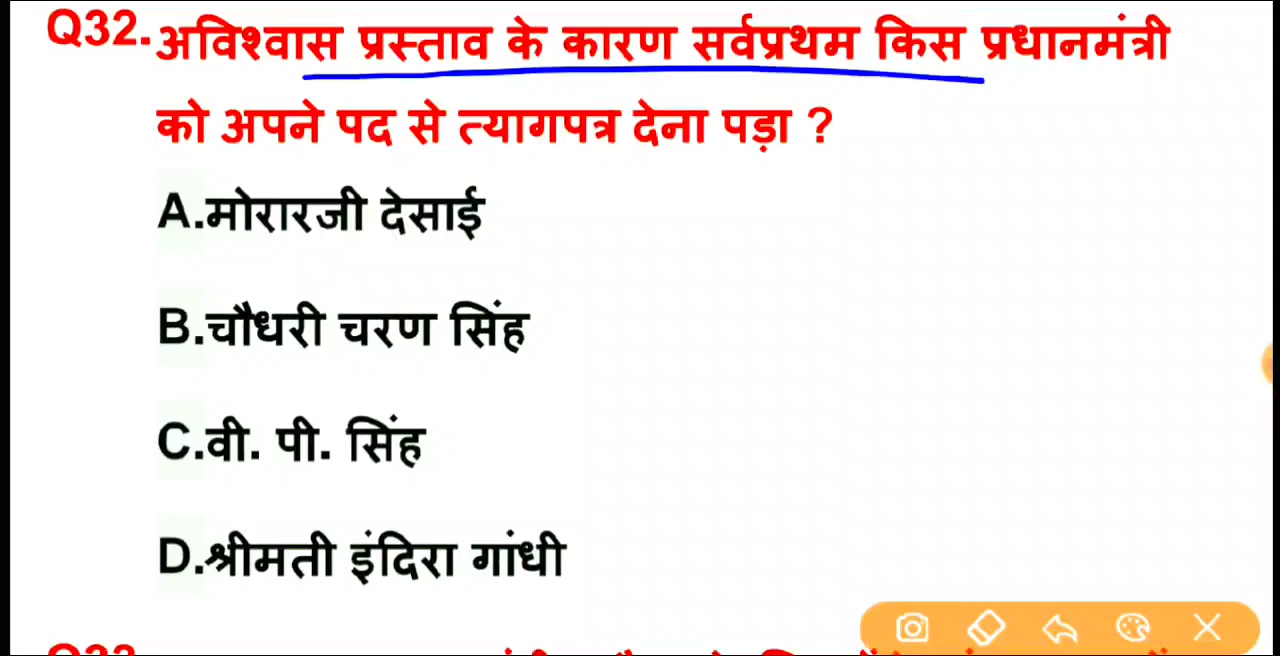 Q32.अविश्वास प्रस्ताव के कारण सर्वप्रथम किस प्रधानमंत्री
को अपने पद से त्यागपत्र देना पड़ा ?
A.मोरारजी देसाई
B.चौधरी चरण सिंह
C.वी. पी. सिंह
D.श्रीमती इंदिरा गांधी